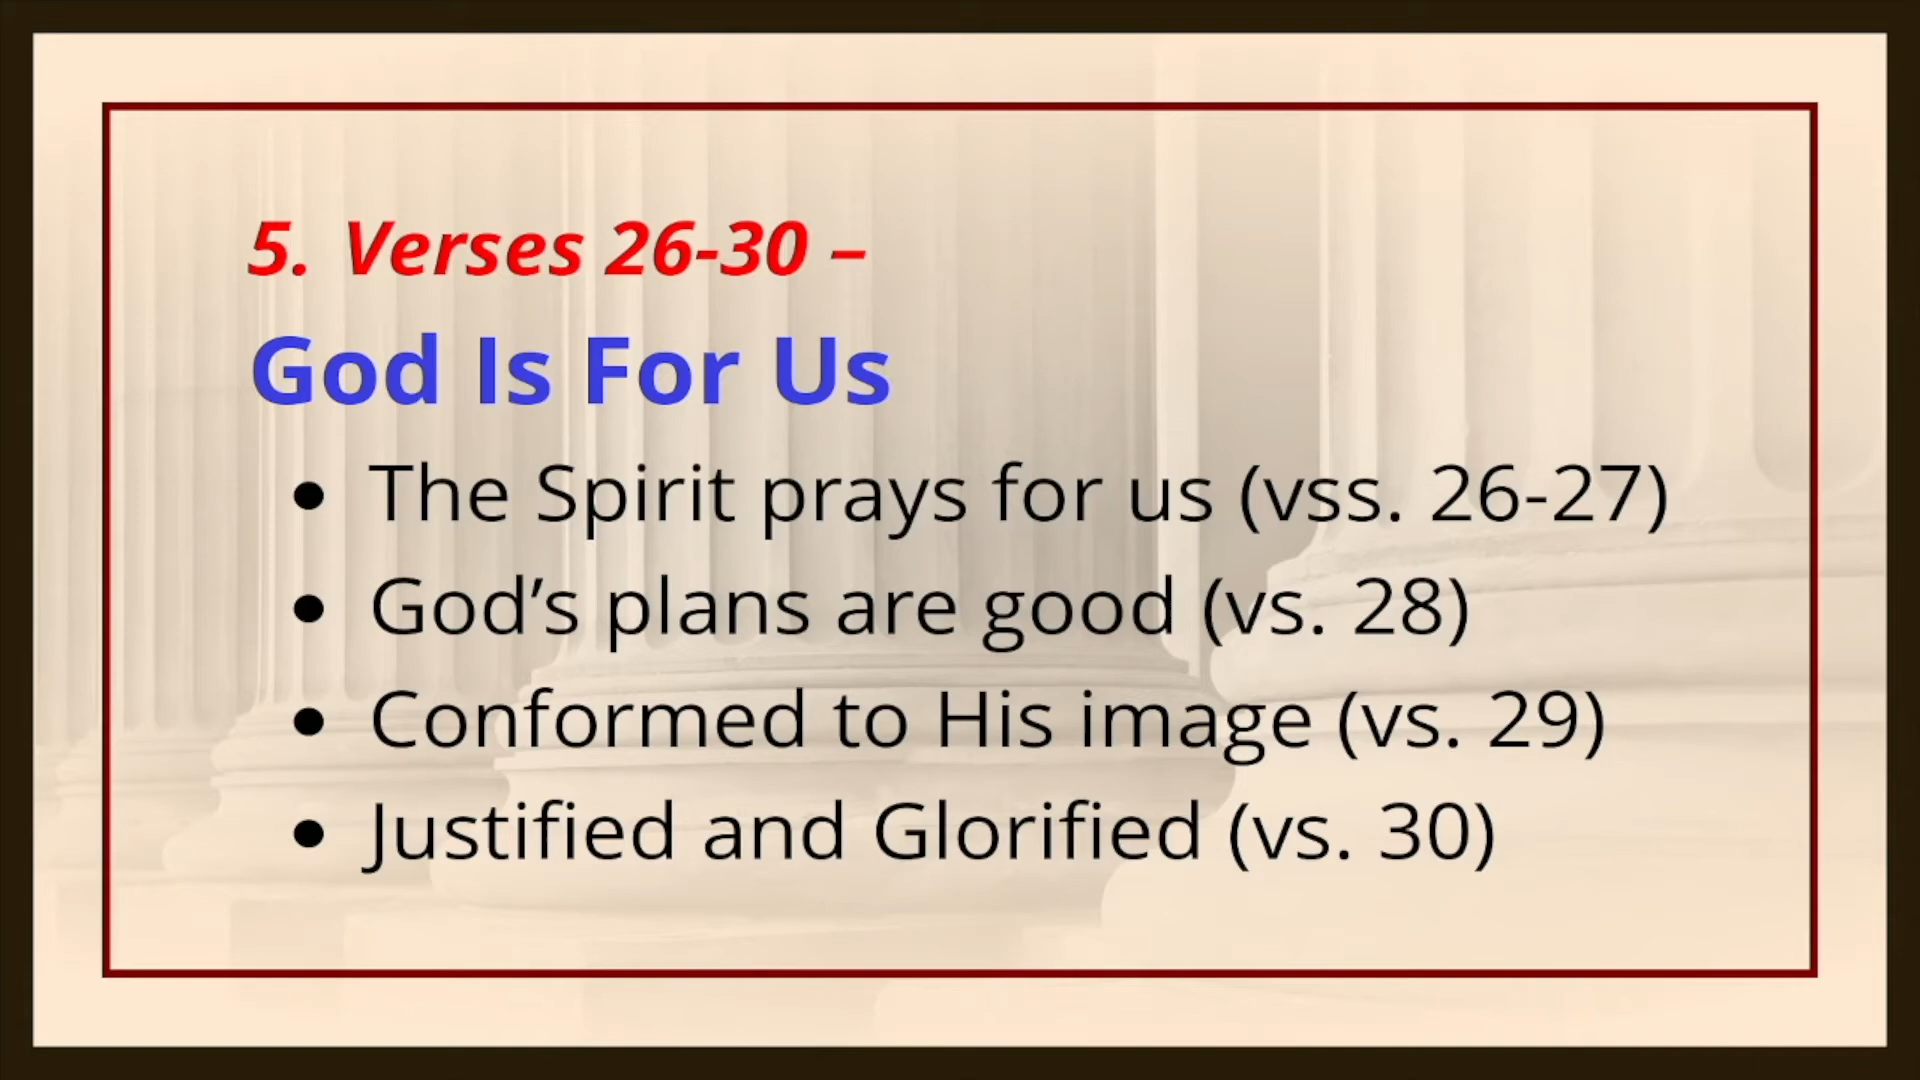 5. Verses 26-30 –
God Is For Us
• The Spirit prays for us (vss. 26-27)
• God’s plans are good (vs. 28)
• Conformed to His image (vs. 29)
• Justified and Glorified (vs. 30)